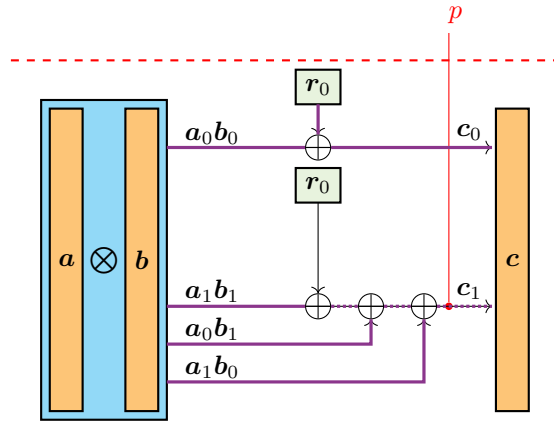 p
r₀
a₀b₀
c₀
r₀
a ⊗ b
c
a₁b₁
c₁
a₀b₁
a₁b₀